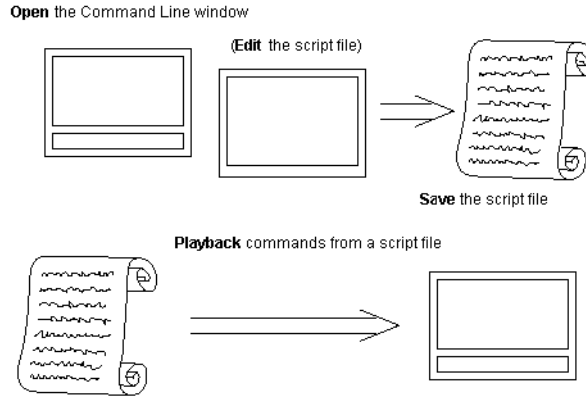 Open the Command Line window
(Edit the script file)
Save the script file
Playback commands from a script file